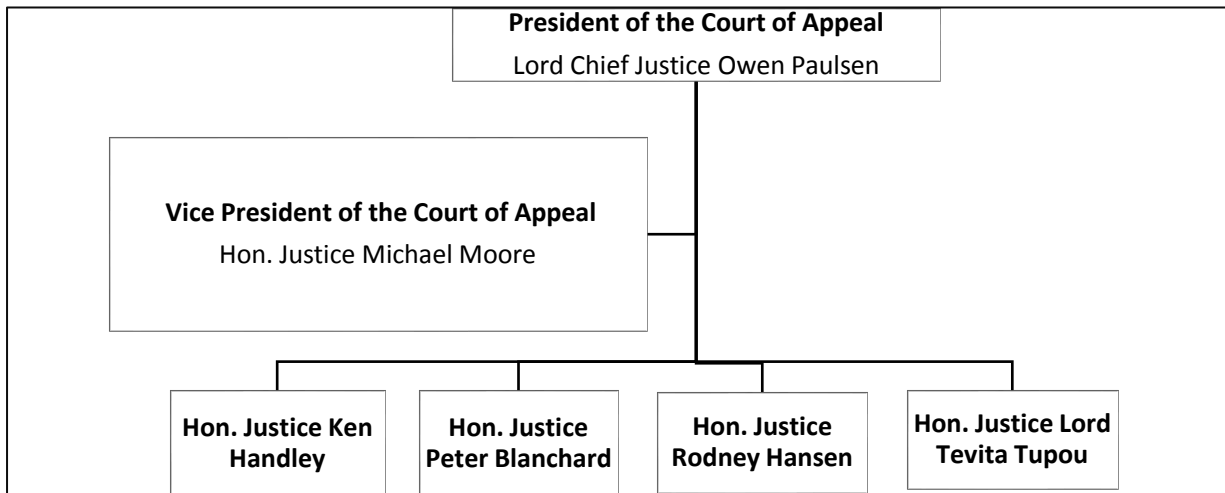 President of the Court of Appeal
Lord Chief Justice Owen Paulsen
Vice President of the Court of Appeal
Hon. Justice Michael Moore
Hon. Justice Ken
Handley
Hon. Justice
Peter Blanchard
Hon. Justice
Rodney Hansen
Hon. Justice Lord
Tevita Tupou